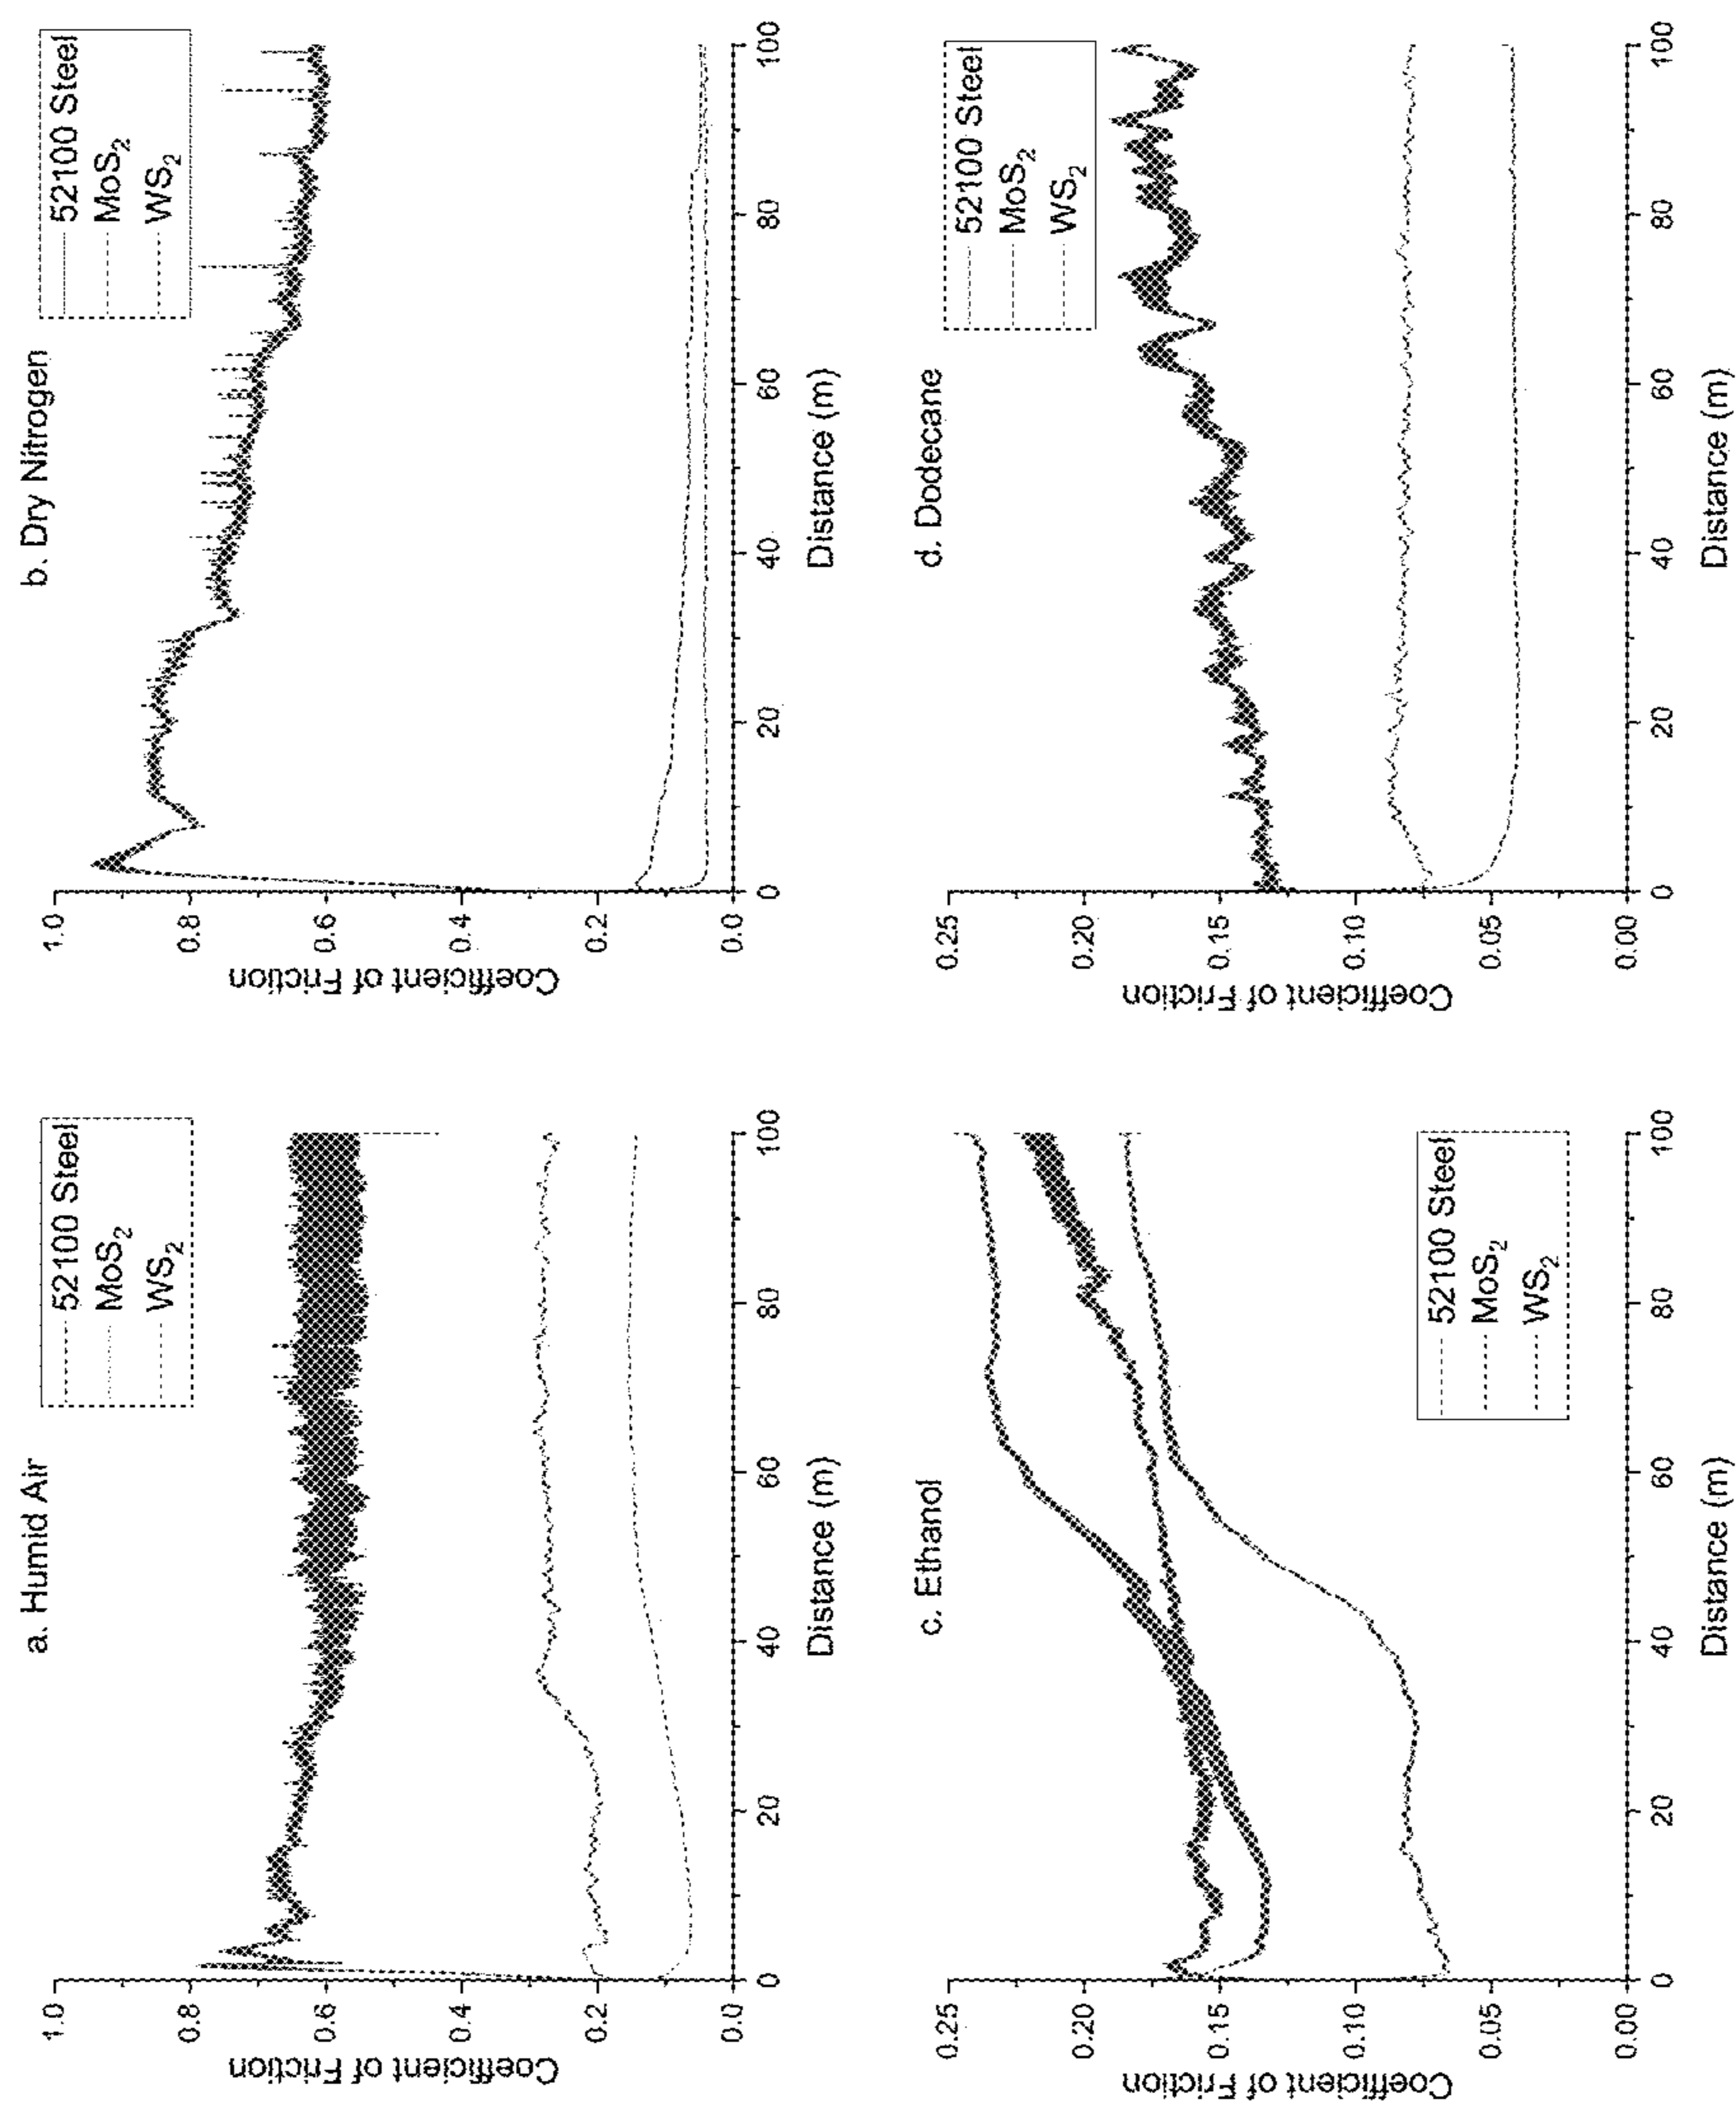 a. Humid Air
52100 Steel
MoS₂
WS₂
1.0
0.8
0.6
0.4
0.2
0.0
Coefficient of Friction
0
20
40
60
80
100
Distance (m)
b. Dry Nitrogen
52100 Steel
MoS₂
WS₂
1.0
0.8
0.6
0.4
0.2
0.0
Coefficient of Friction
0
20
40
60
80
100
Distance (m)
c. Ethanol
52100 Steel
MoS₂
WS₂
0.25
0.20
0.15
0.10
0.05
0.00
Coefficient of Friction
0
20
40
60
80
100
Distance (m)
d. Dodecane
52100 Steel
MoS₂
WS₂
0.25
0.20
0.15
0.10
0.05
0.00
Coefficient of Friction
0
20
40
60
80
100
Distance (m)